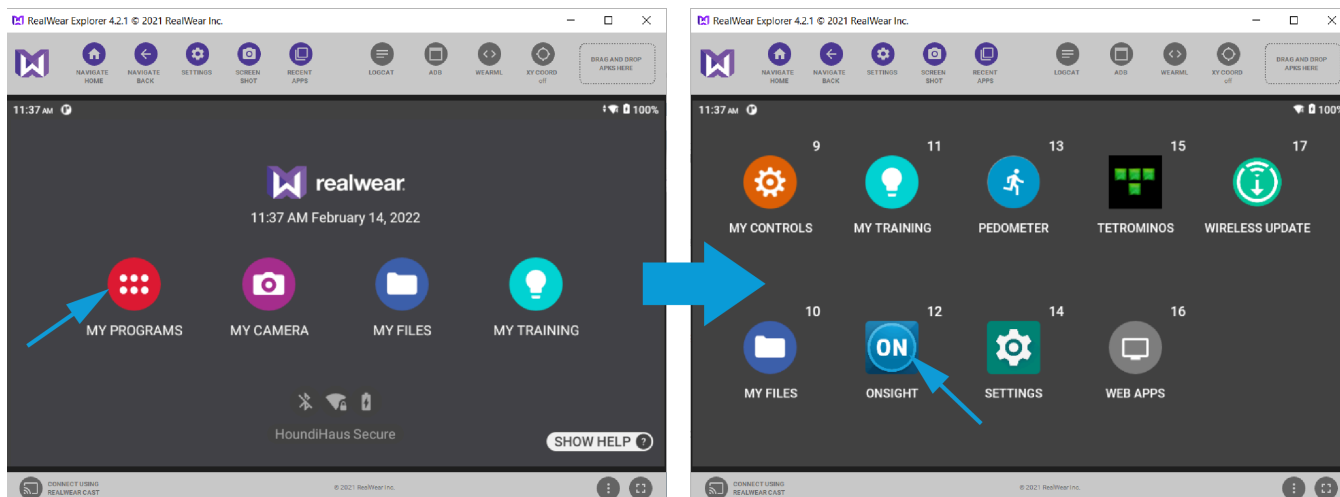 RealWear Explorer 4.2.1 © 2021 RealWear Inc.
NAVIGATE HOME
NAVIGATE BACK
SETTINGS
SCREEN SHOT
RECENT APPS
LOGCAT
ADB
WEARML
XY COORD off
DRAG AND DROP APKS HERE
11:37 AM
100%
realwear
11:37 AM February 14, 2022
MY PROGRAMS
MY CAMERA
MY FILES
MY TRAINING
HoundiHaus Secure
SHOW HELP ?
CONNECT USING
REALWEAR CAST
© 2021 RealWear Inc.
RealWear Explorer 4.2.1 © 2021 RealWear Inc.
NAVIGATE HOME
NAVIGATE BACK
SETTINGS
SCREEN SHOT
RECENT APPS
LOGCAT
ADB
WEARML
XY COORD off
DRAG AND DROP APKS HERE
11:37 AM
100%
9
MY CONTROLS
11
MY TRAINING
13
PEDOMETER
15
TETROMINOS
17
WIRELESS UPDATE
10
MY FILES
12
ON
ONSIGHT
14
SETTINGS
16
WEB APPS
CONNECT USING
REALWEAR CAST
© 2021 RealWear Inc.